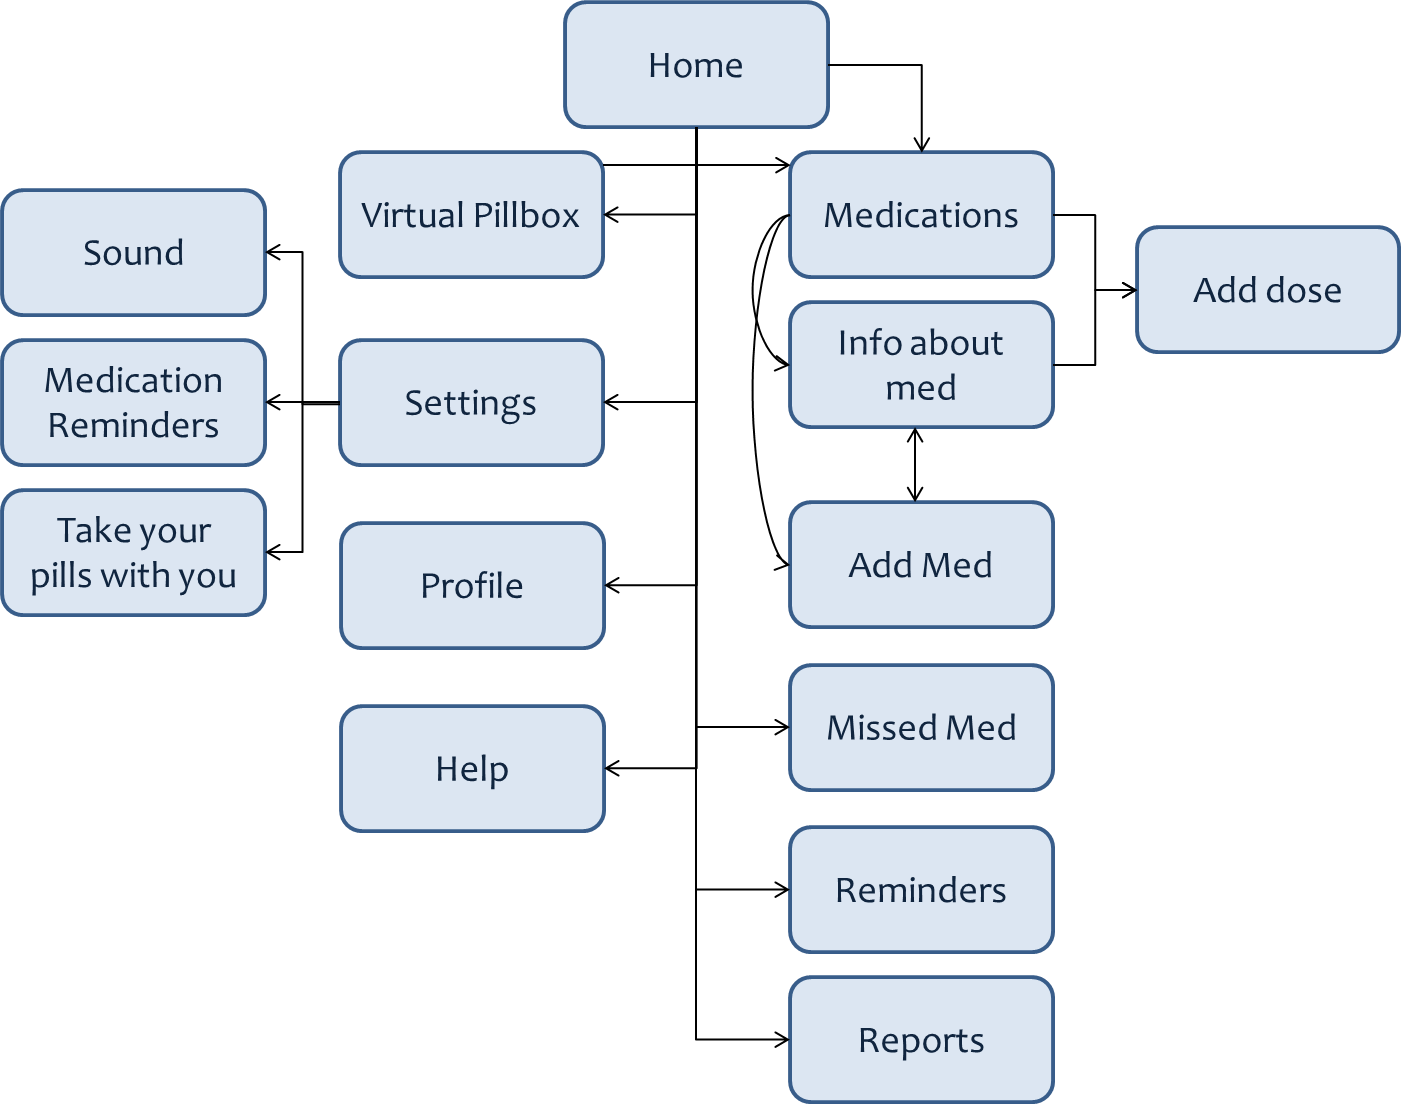 Home
Virtual Pillbox
Medications
Sound
Add dose
Info about
med
Medication
Reminders
Settings
Take your
pills with you
Profile
Add Med
Missed Med
Help
Reminders
Reports